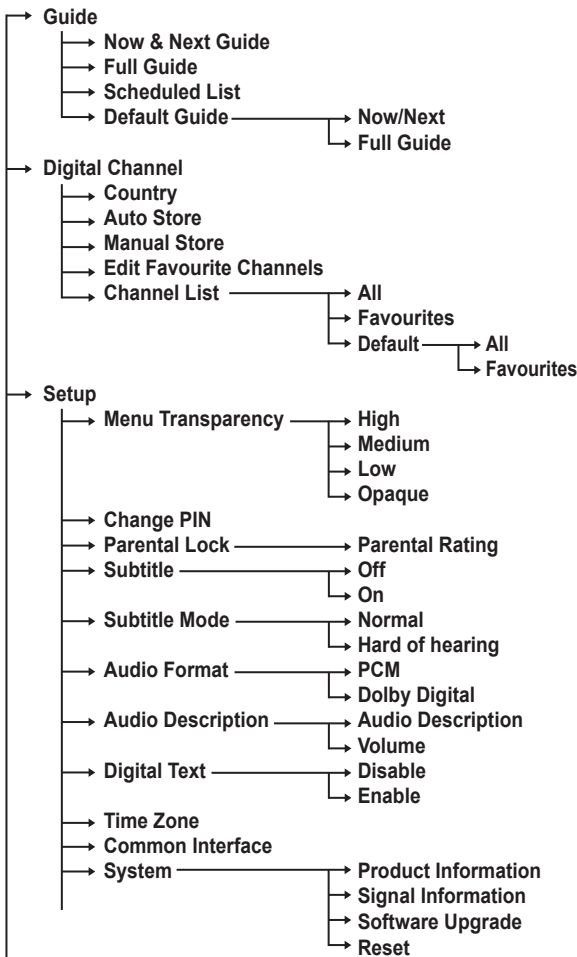 Guide
Now & Next Guide
Full Guide
Scheduled List
Default Guide Now/Next
Full Guide
Digital Channel
Country
Auto Store
Manual Store
Edit Favourite Channels
Channel List All
Favourites
Default All
Favourites
Setup
Menu Transparency High
Medium
Low
Opaque
Change PIN
Parental Lock Parental Rating
Subtitle Off
On
Subtitle Mode Normal
Hard of hearing
Audio Format PCM
Dolby Digital
Audio Description Audio Description
Volume
Digital Text Disable
Enable
Time Zone
Common Interface
System Product Information
Signal Information
Software Upgrade
Reset